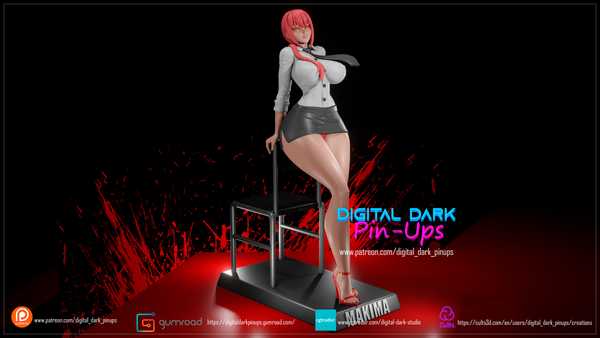 DIGITAL DARK
Pin-Ups
www.patreon.com/digital_dark_pinups
MAKIMA
www.patreon.com/digital_dark_pinups
gumroad
https://digitaldarkpinups.gumroad.com/
cgtrader
https://cults3d.com/en/users/digital_dark_pinups/creations